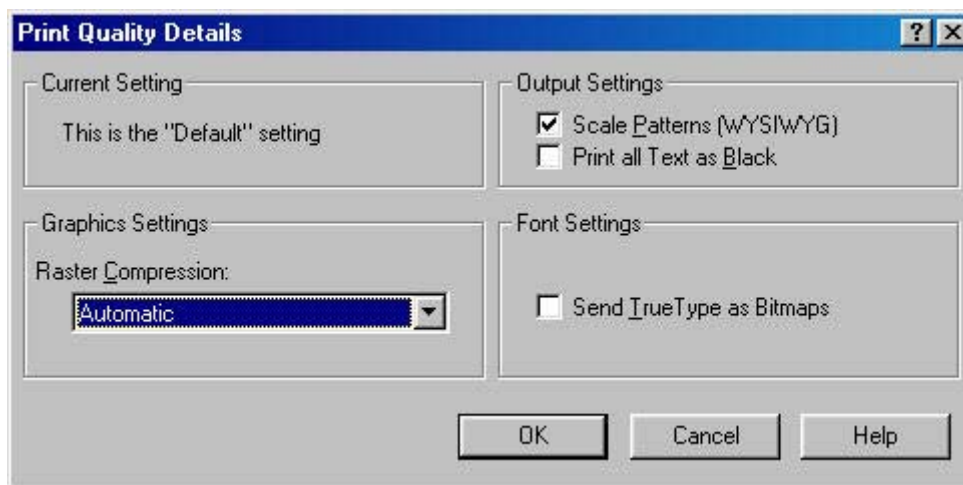 Print Quality Details
Current Setting
This is the "Default" setting
Output Settings
Scale Patterns (WYSIWYG)
Print all Text as Black
Graphics Settings
Raster Compression:
Automatic
Font Settings
Send TrueType as Bitmaps
OK
Cancel
Help